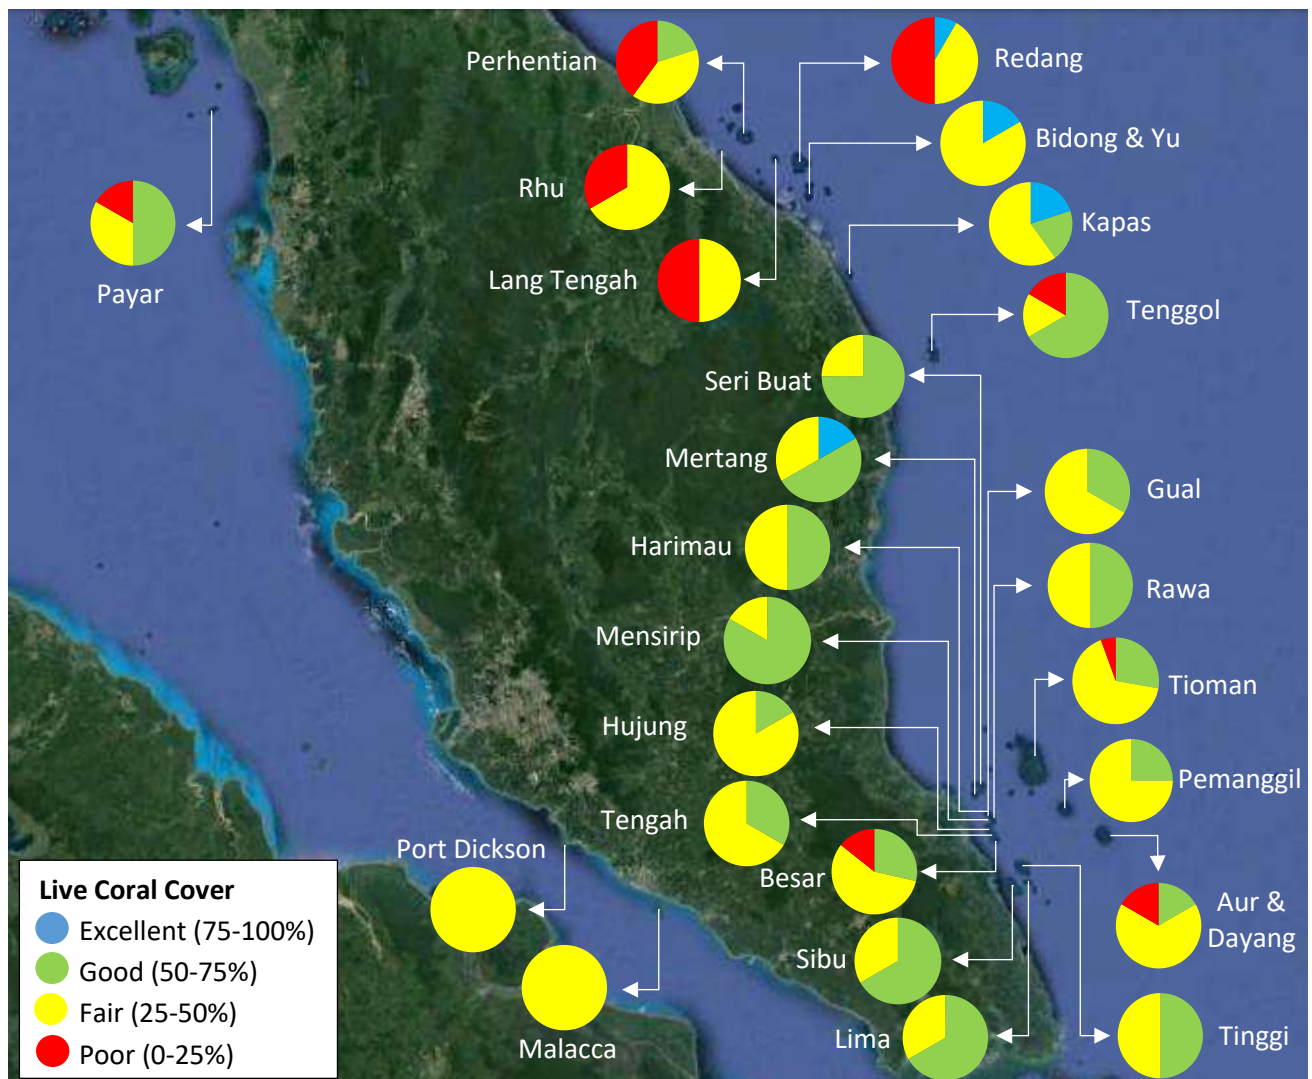 Perhentian
Redang
Bidong & Yu
Rhu
Kapas
Payar
Lang Tengah
Tenggol
Seri Buat
Mertang
Gual
Harimau
Rawa
Mensirip
Tioman
Hujung
Pemanggil
Tengah
Port Dickson
Besar
Aur &
Dayang
Sibu
Lima
Tinggi
Malacca
Live Coral Cover
Excellent (75-100%)
Good (50-75%)
Fair (25-50%)
Poor (0-25%)